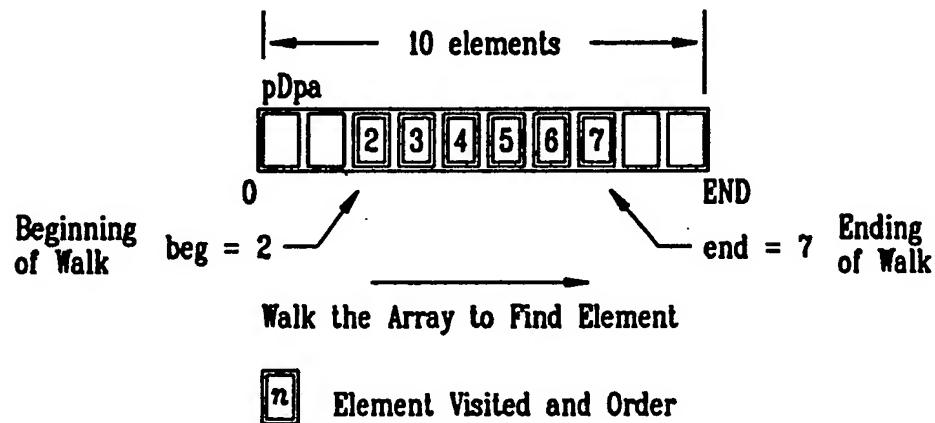 10 elements
pDpa
2 3 4 5 6 7
0 END
Beginning
of Walk
beg = 2
end = 7
Ending
of Walk
Walk the Array to Find Element
n Element Visited and Order